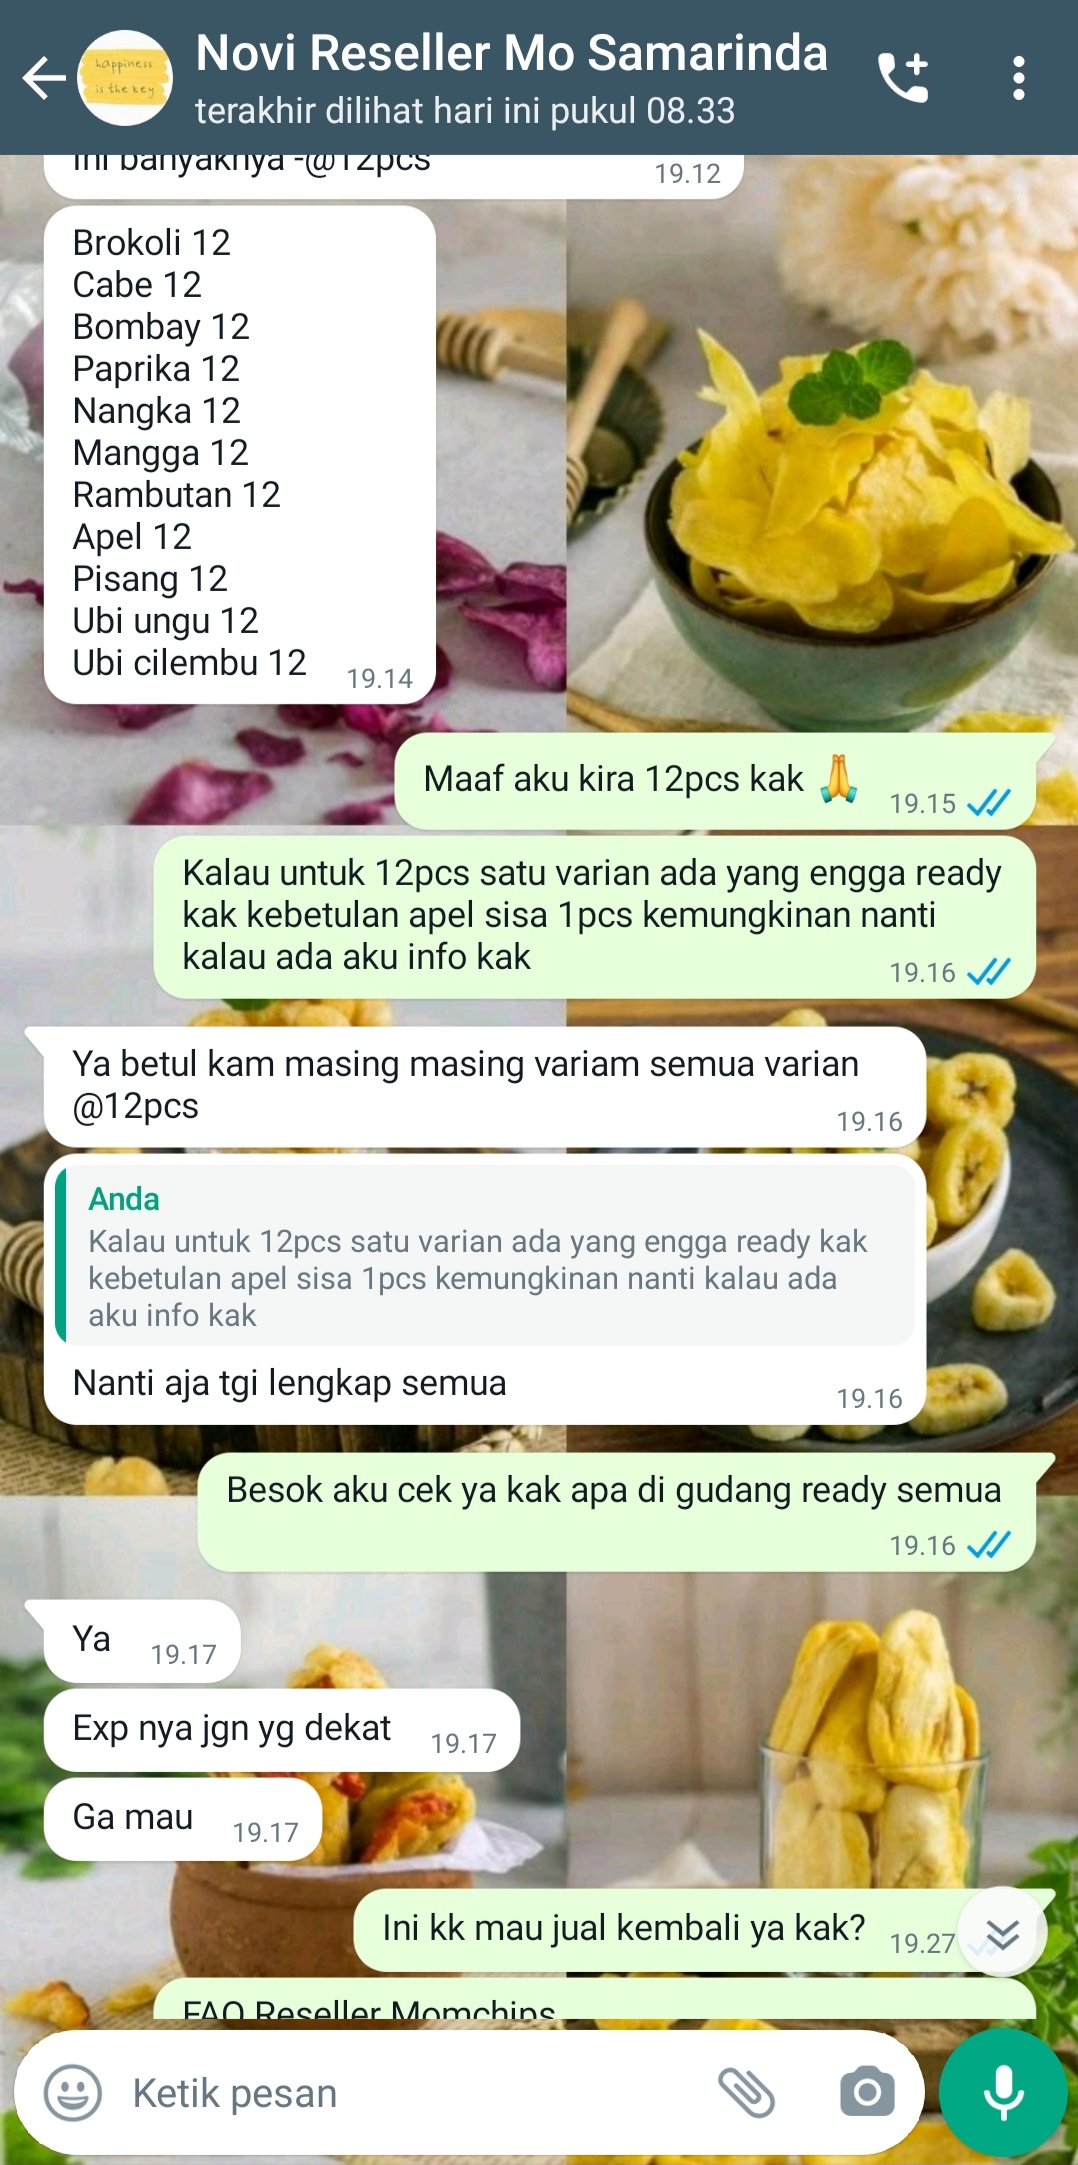 happiness
is the key
Novi Reseller Mo Samarinda
terakhir dilihat hari ini pukul 08.33
Ini banyaknya -@12pcs
19.12
Brokoli 12
Cabe 12
Bombay 12
Paprika 12
Nangka 12
Mangga 12
Rambutan 12
Apel 12
Pisang 12
Ubi ungu 12
Ubi cilembu 12
19.14
Maaf aku kira 12pcs kak 🙏
19.15
Kalau untuk 12pcs satu varian ada yang engga ready
kak kebetulan apel sisa 1pcs kemungkinan nanti
kalau ada aku info kak
19.16
Ya betul kam masing masing variam semua varian
@12pcs
19.16
Anda
Kalau untuk 12pcs satu varian ada yang engga ready kak
kebetulan apel sisa 1pcs kemungkinan nanti kalau ada
aku info kak
Nanti aja tgi lengkap semua
19.16
Besok aku cek ya kak apa di gudang ready semua
19.16
Ya
19.17
Exp nya jgn yg dekat
19.17
Ga mau
19.17
Ini kk mau jual kembali ya kak?
19.27
FAQ Reseller Momchips
Ketik pesan